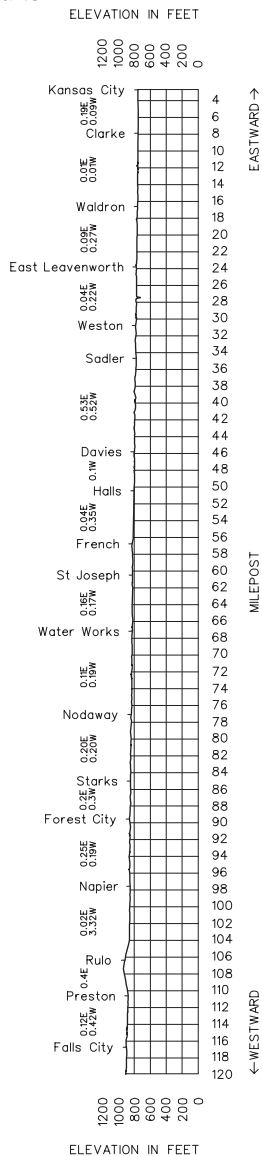 ELEVATION IN FEET
1200 1000 800 600 400 200 0
Kansas City
4
0.19E
0.09W
6
Clarke
8
10
0.01E
0.01W
12
14
Waldron
16
18
0.09E
0.27W
20
22
East Leavenworth
24
0.04E
0.22W
26
28
Weston
30
32
Sadler
34
36
38
0.53E
0.52W
40
42
44
Davies
46
0.1W
48
Halls
50
52
0.04E
0.35W
54
French
56
58
St Joseph
60
62
0.16E
0.17W
64
66
Water Works
68
70
0.11E
0.19W
72
74
76
Nodaway
78
0.20E
0.20W
80
82
Starks
84
86
0.2E
0.3W
88
Forest City
90
92
0.25E
0.19W
94
96
Napier
98
100
0.02E
3.32W
102
104
Rulo
106
0.4E
108
Preston
110
112
0.12E
0.42W
114
Falls City
116
118
120
EASTWARD →
MILEPOST
← WESTWARD
1200 1000 800 600 400 200 0
ELEVATION IN FEET